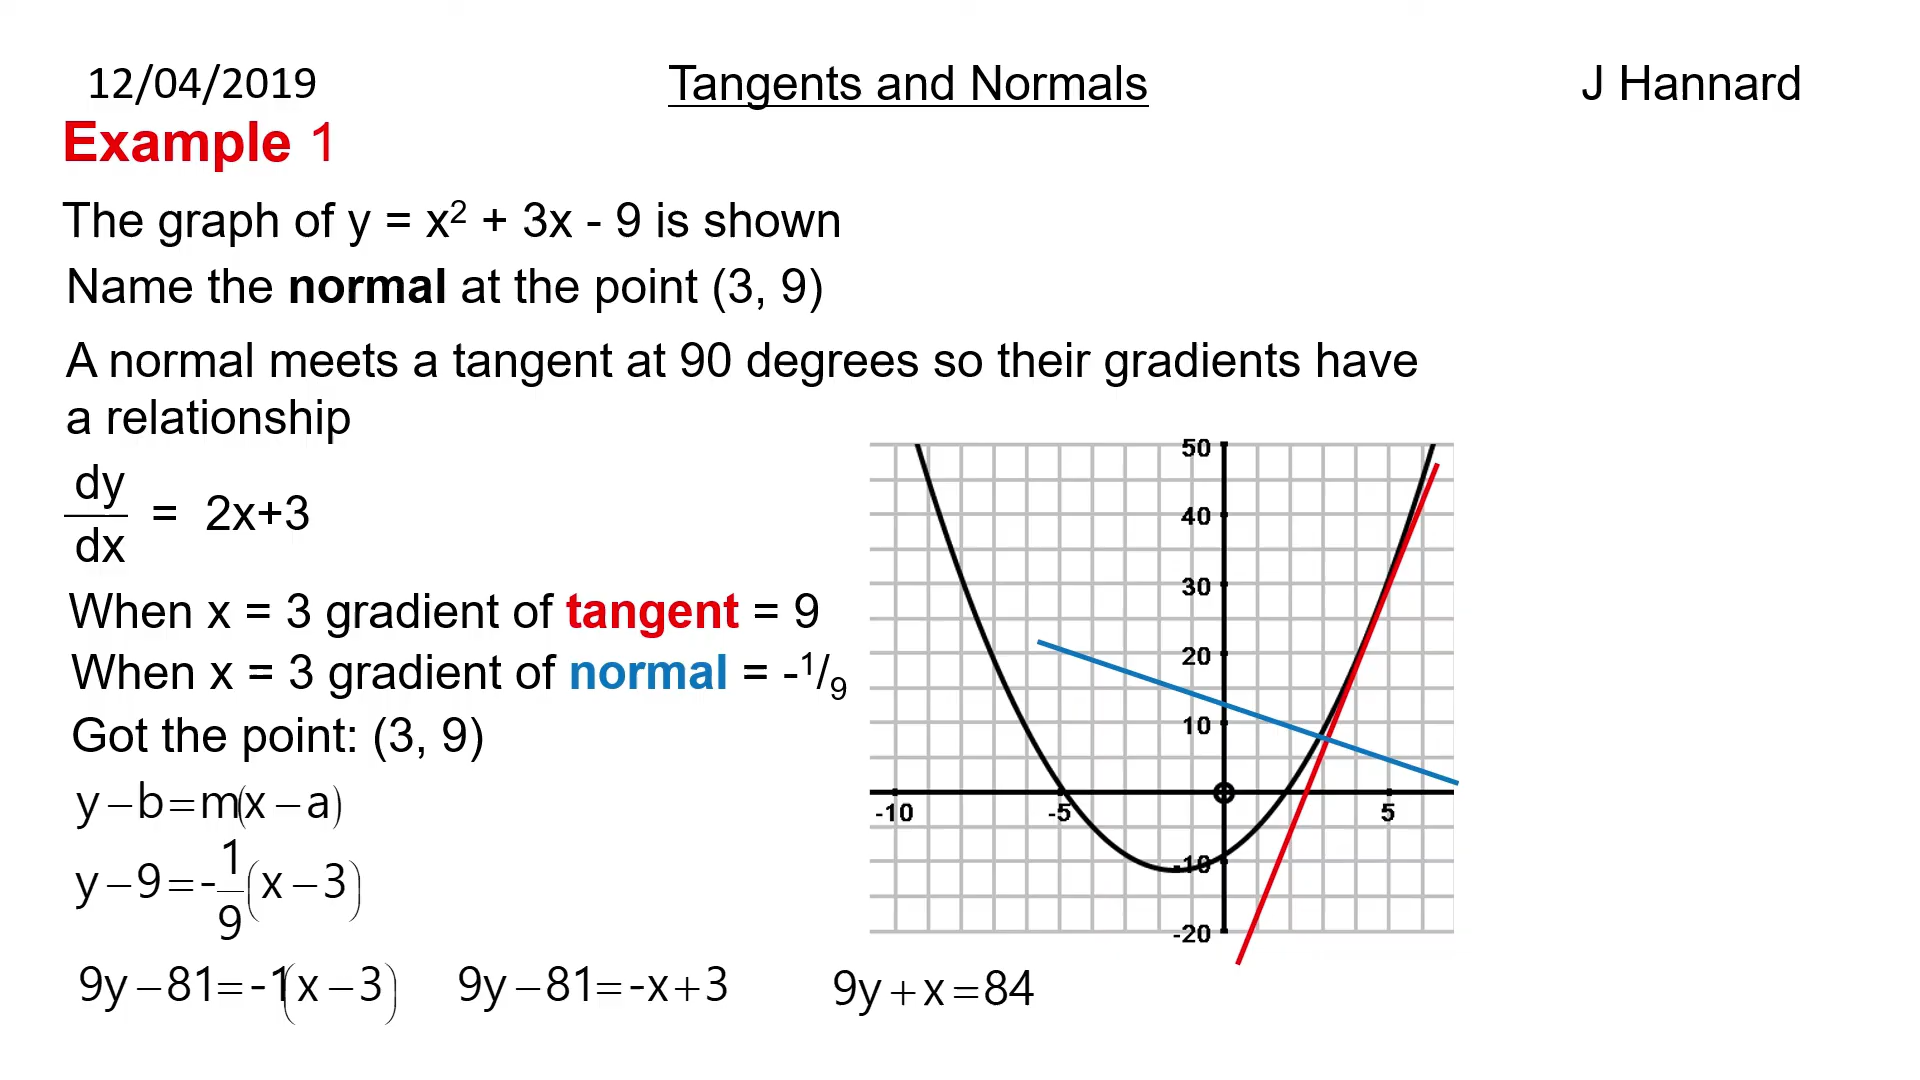 12/04/2019 Tangents and Normals J Hannard
Example 1
The graph of y = x² + 3x - 9 is shown
Name the normal at the point (3, 9)
A normal meets a tangent at 90 degrees so their gradients have
a relationship
dy/dx = 2x+3
When x = 3 gradient of tangent = 9
When x = 3 gradient of normal = -¹/₉
Got the point: (3, 9)
y – b = m(x – a)
y – 9 = -1/9(x – 3)
9y – 81 = -1(x – 3) 9y – 81 = -x + 3 9y + x = 84
50
40
30
20
10
-10 -5 5
-10
-20